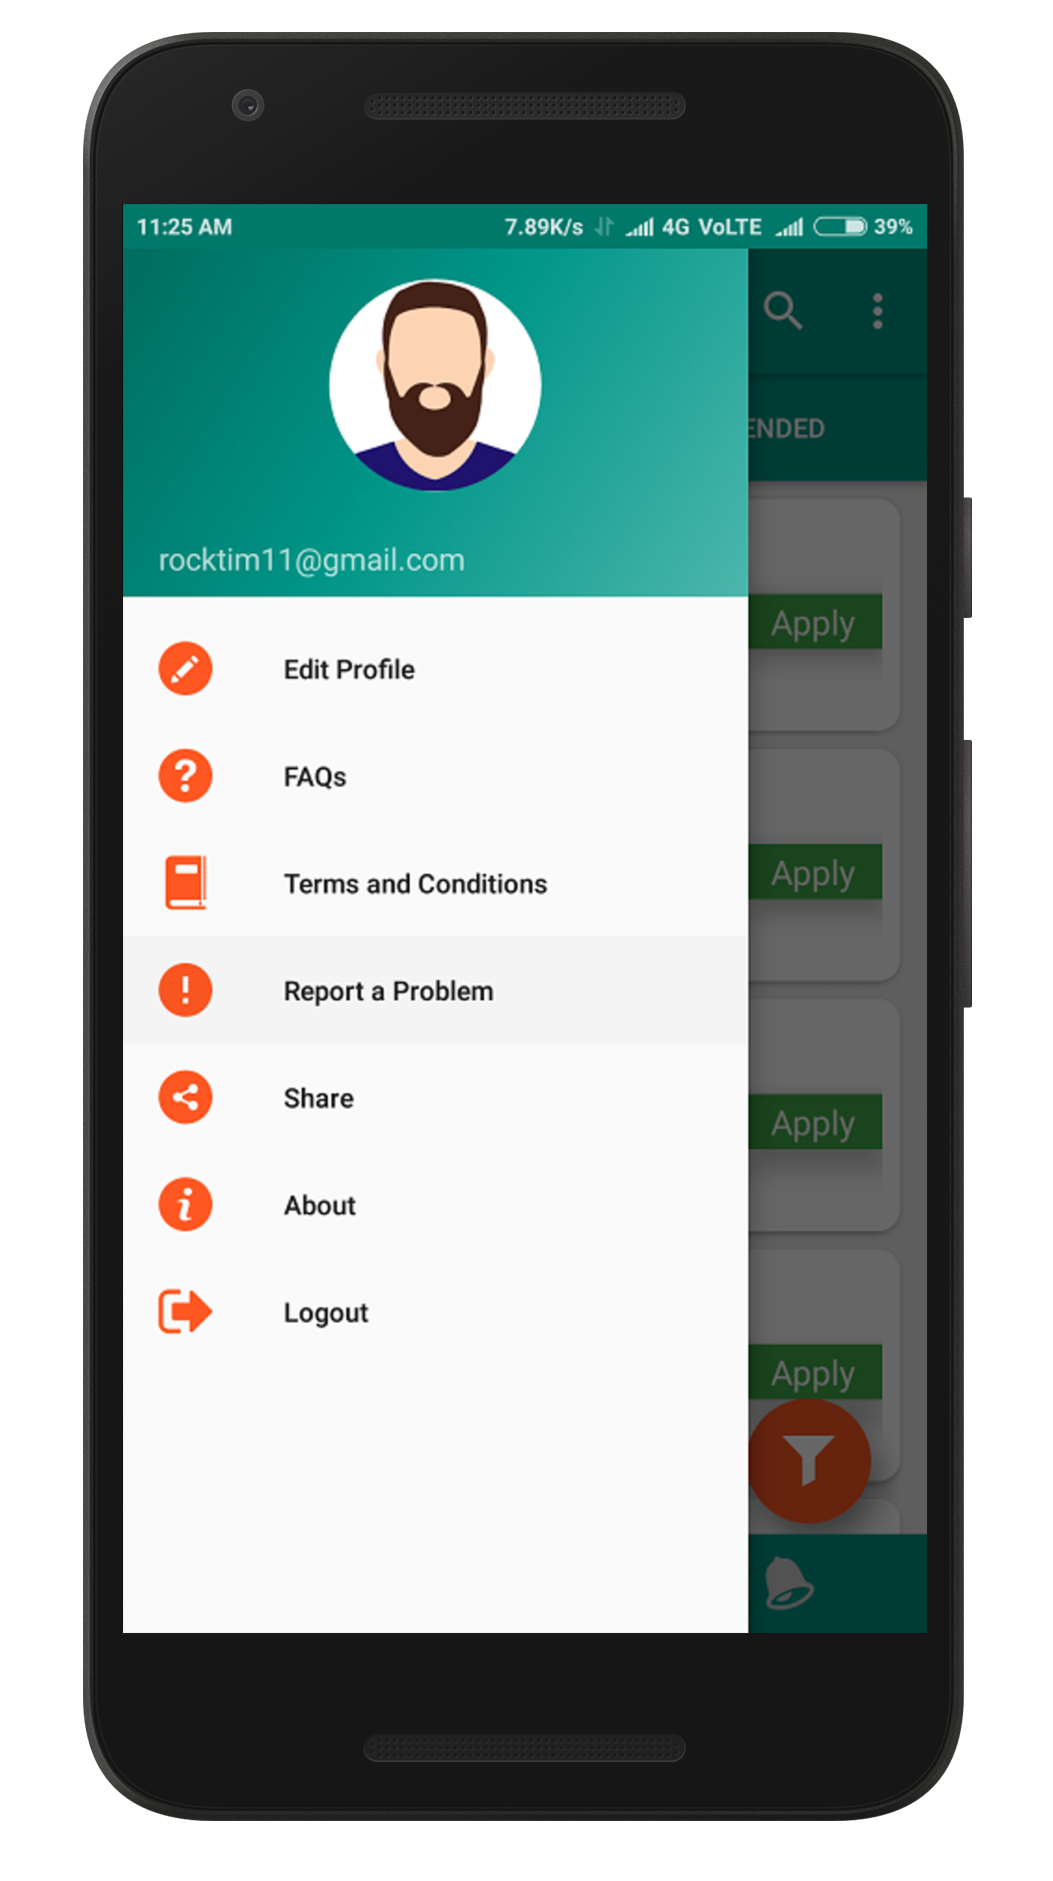 11:25 AM 7.89K/s 4G VoLTE 39%
ENDED
rocktim11@gmail.com
Apply
Edit Profile
FAQs
Apply
Terms and Conditions
Report a Problem
Share
Apply
About
Logout
Apply